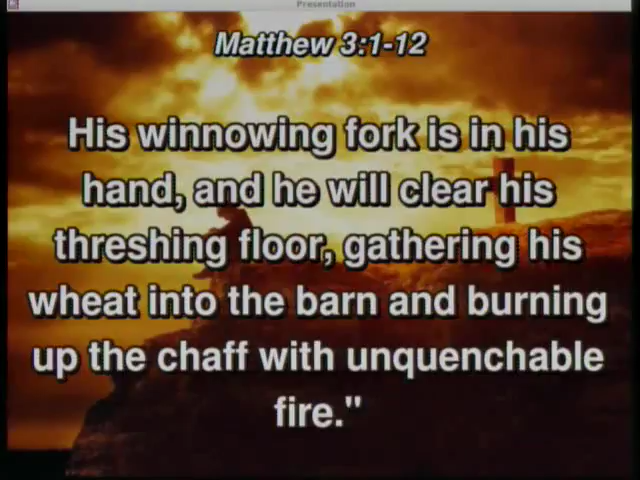 Presentation
Matthew 3:1-12
His winnowing fork is in his
hand, and he will clear his
threshing floor, gathering his
wheat into the barn and burning
up the chaff with unquenchable
fire."